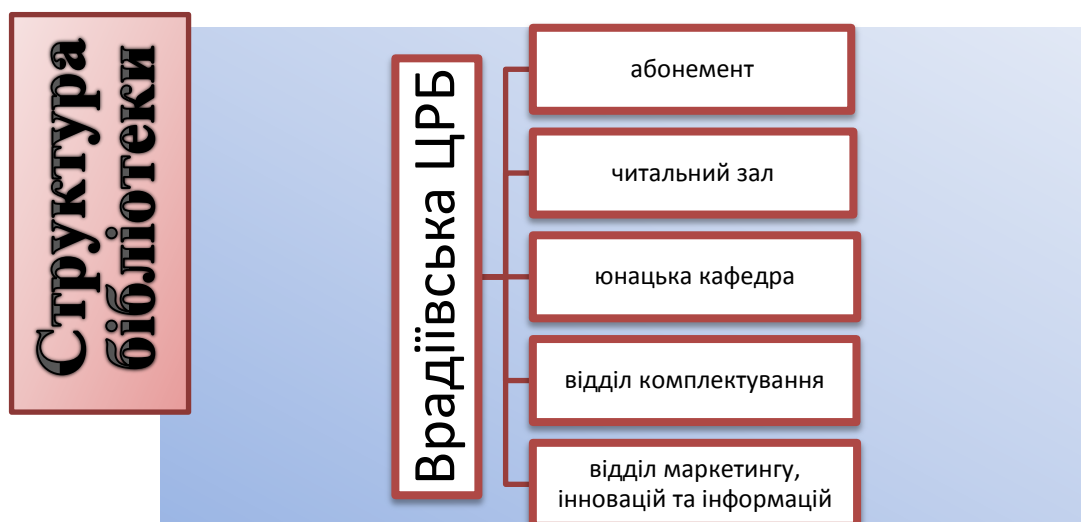 Структура
бібліотеки
Врадіївська ЦРБ
абонемент
читальний зал
юнацька кафедра
відділ комплектування
відділ маркетингу,
інновацій та інформацій